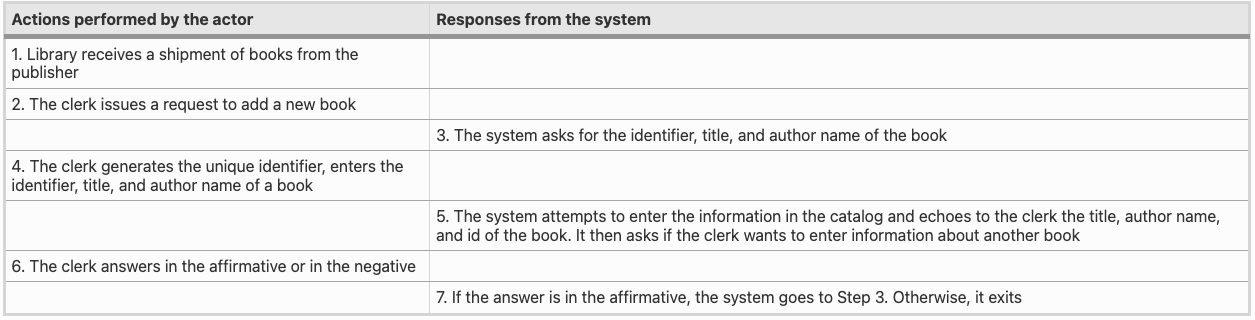 Actions performed by the actor
Responses from the system
1. Library receives a shipment of books from the
publisher
2. The clerk issues a request to add a new book
3. The system asks for the identifier, title, and author name of the book
4. The clerk generates the unique identifier, enters the
identifier, title, and author name of a book
5. The system attempts to enter the information in the catalog and echoes to the clerk the title, author name,
and id of the book. It then asks if the clerk wants to enter information about another book
6. The clerk answers in the affirmative or in the negative
7. If the answer is in the affirmative, the system goes to Step 3. Otherwise, it exits